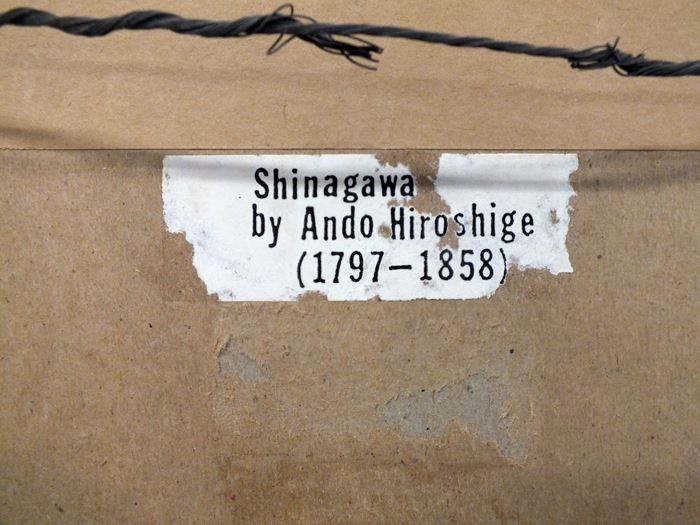 Shinagawa
by Ando Hiroshige
(1797–1858)